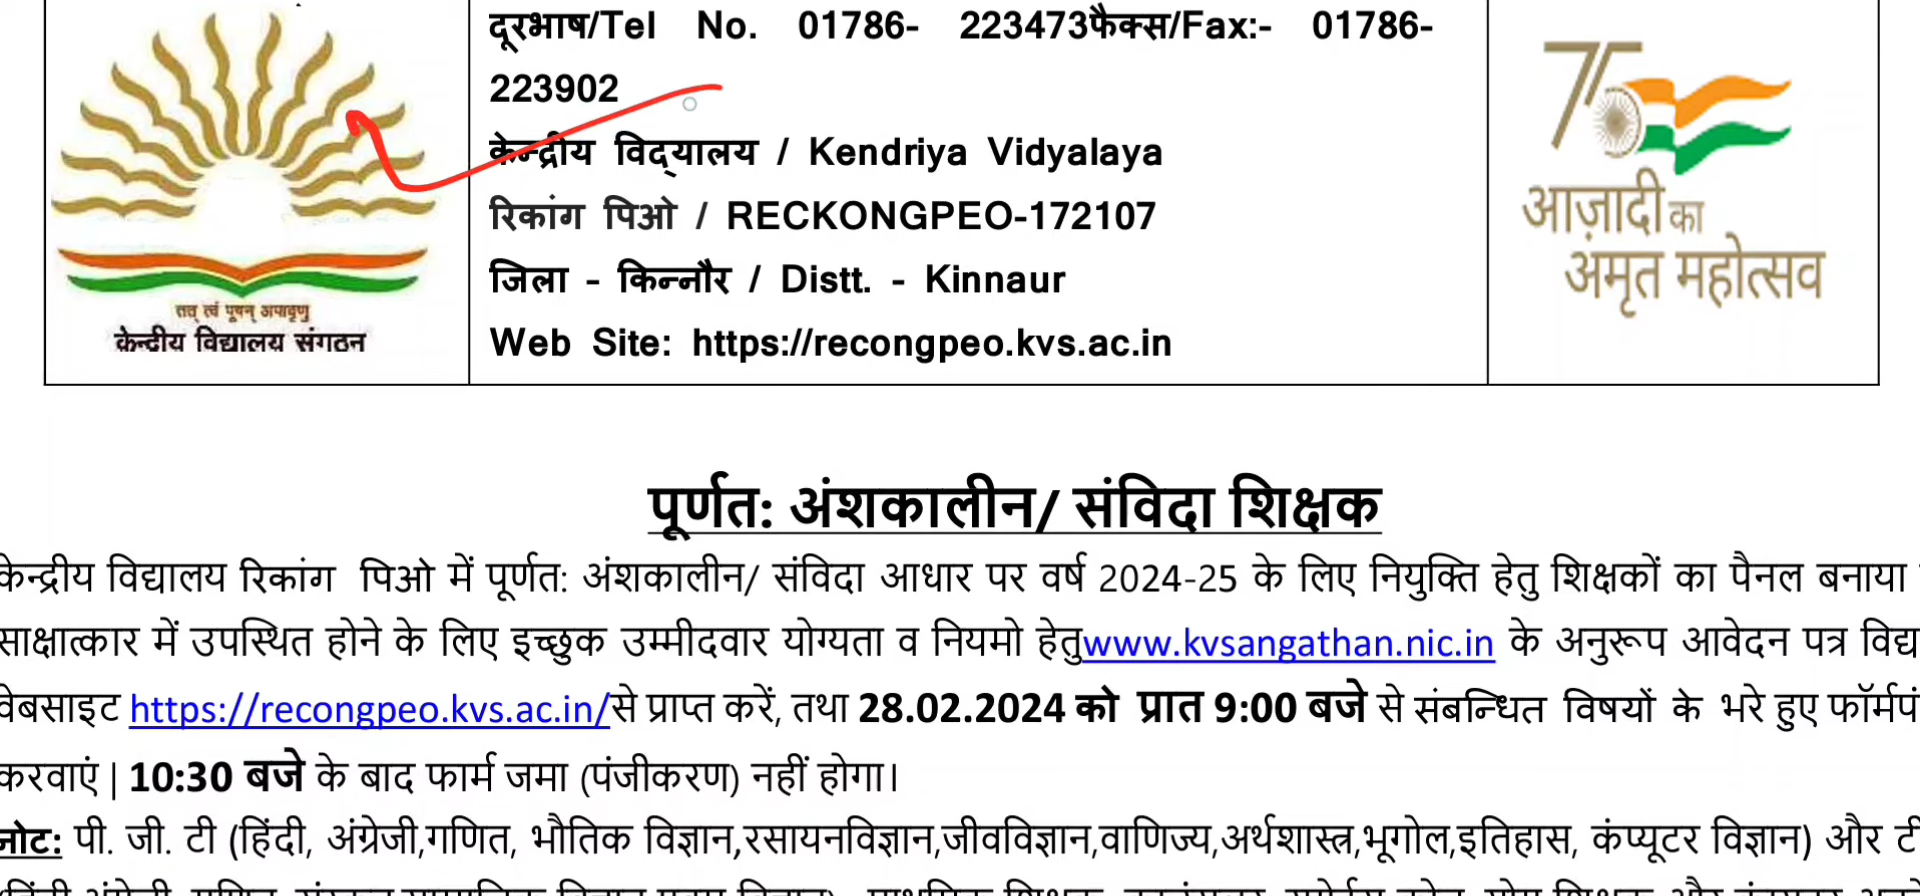 दूरभाष/Tel No. 01786- 223473फैक्स/Fax:- 01786-
223902
केन्द्रीय विद्यालय / Kendriya Vidyalaya
रिकांग पिओ / RECKONGPEO-172107
जिला - किन्नौर / Distt. - Kinnaur
Web Site: https://recongpeo.kvs.ac.in
तत् त्वं पूषन् अपावृणु
केन्द्रीय विद्यालय संगठन
75
आज़ादी का
अमृत महोत्सव
पूर्णत: अंशकालीन/ संविदा शिक्षक
केन्द्रीय विद्यालय रिकांग पिओ में पूर्णत: अंशकालीन/ संविदा आधार पर वर्ष 2024-25 के लिए नियुक्ति हेतु शिक्षकों का पैनल बनाया
साक्षात्कार में उपस्थित होने के लिए इच्छुक उम्मीदवार योग्यता व नियमो हेतुwww.kvsangathan.nic.in के अनुरूप आवेदन पत्र विद्य
वेबसाइट https://recongpeo.kvs.ac.in/से प्राप्त करें, तथा 28.02.2024 को प्रात 9:00 बजे से संबन्धित विषयों के भरे हुए फॉर्मपं
करवाएं | 10:30 बजे के बाद फार्म जमा (पंजीकरण) नहीं होगा।
नोट: पी. जी. टी (हिंदी, अंग्रेजी,गणित, भौतिक विज्ञान,रसायनविज्ञान,जीवविज्ञान,वाणिज्य,अर्थशास्त्र,भूगोल,इतिहास, कंप्यूटर विज्ञान) और टी